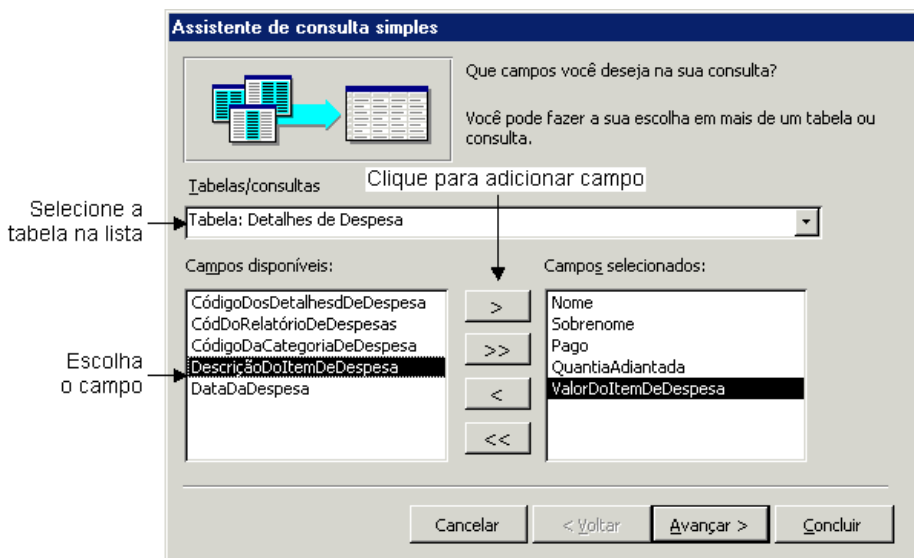 Assistente de consulta simples
Que campos você deseja na sua consulta?
Você pode fazer a sua escolha em mais de um tabela ou
consulta.
Tabelas/consultas
Clique para adicionar campo
Selecione a
tabela na lista
Tabela: Detalhes de Despesa
Campos disponíveis:
Campos selecionados:
CódigoDosDetalhesdDeDespesa
CódDoRelatórioDeDespesas
CódigoDaCategoriaDeDespesa
DescriçãoDoItemDeDespesa
DataDaDespesa
Escolha
o campo
>
>>
<
<<
Nome
Sobrenome
Pago
QuantiaAdiantada
ValorDoItemDeDespesa
Cancelar
< Voltar
Avançar >
Concluir